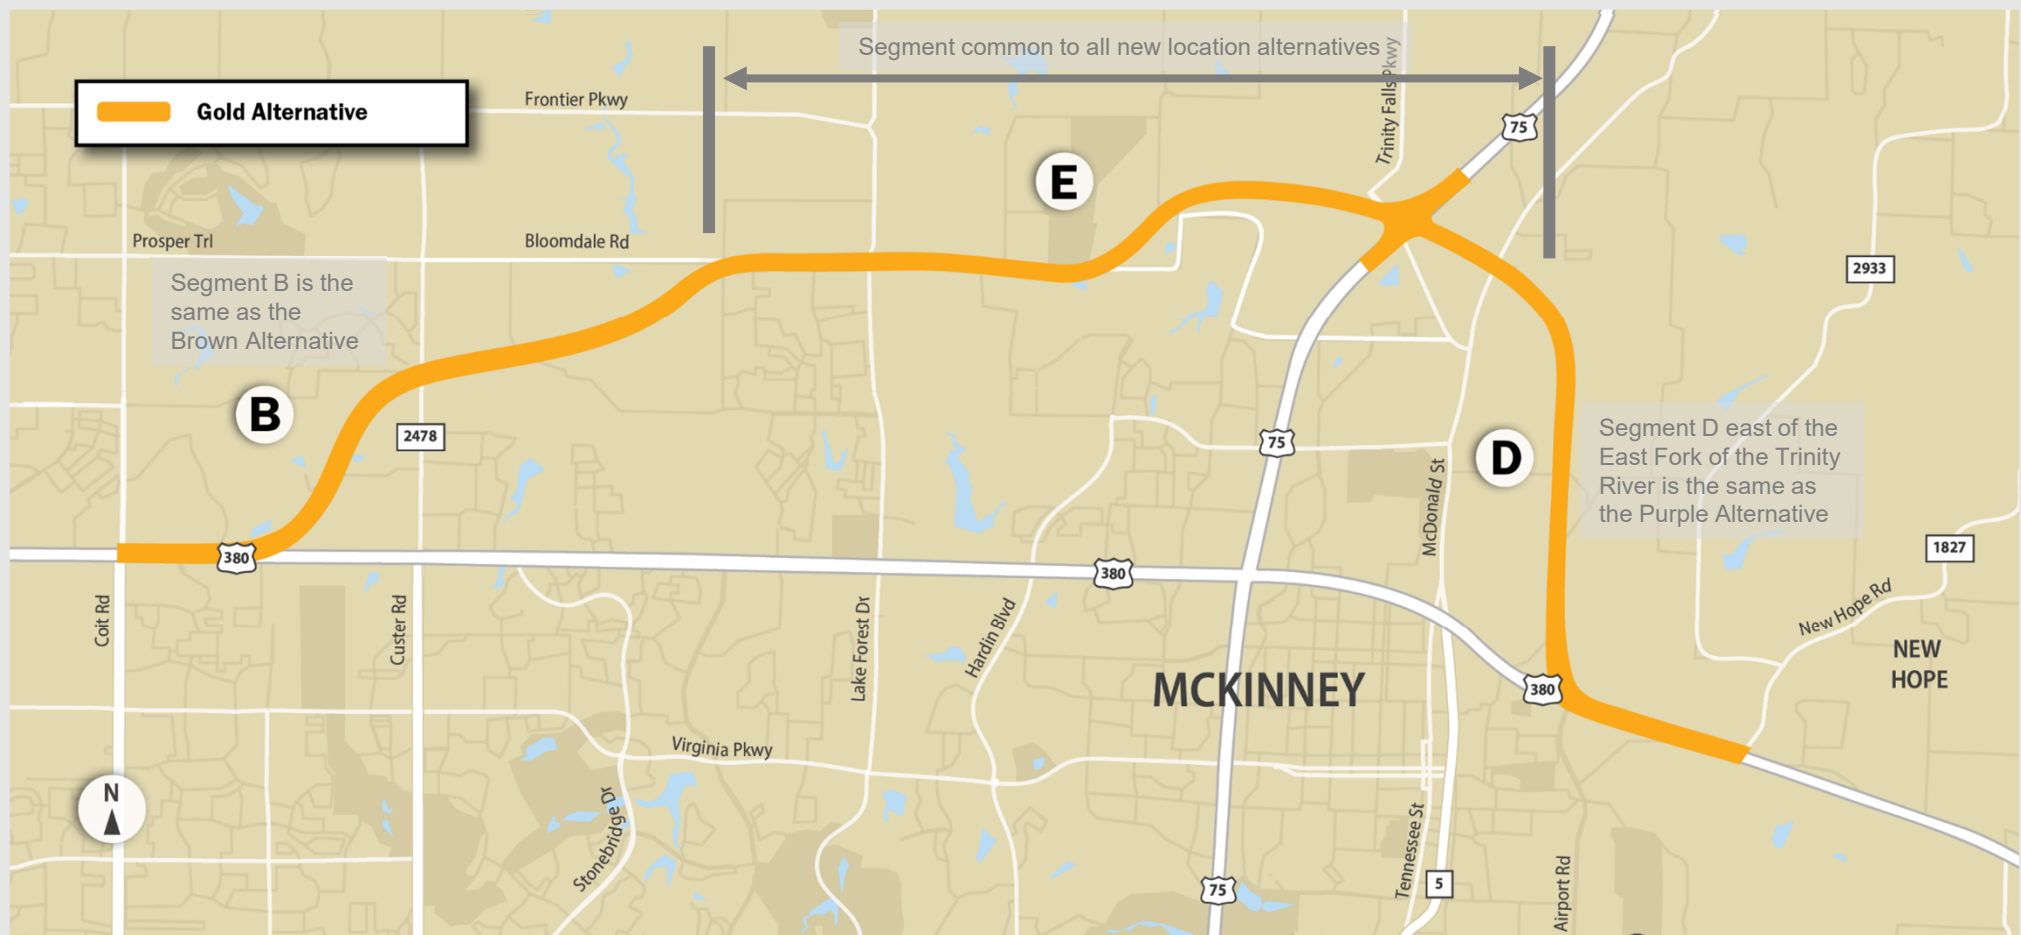 Segment common to all new location alternatives
Gold Alternative
Frontier Pkwy
Trinity Falls Pkwy
75
E
Prosper Trl
Bloomdale Rd
2933
Segment B is the
same as the
Brown Alternative
B
2478
75
D
Segment D east of the
East Fork of the Trinity
River is the same as
the Purple Alternative
McDonald St
380
380
1827
Coit Rd
Custer Rd
Lake Forest Dr
Hardin Blvd
New Hope Rd
NEW
HOPE
MCKINNEY
380
Virginia Pkwy
N
Stonebridge Dr
Tennessee St
5
75
Airport Rd